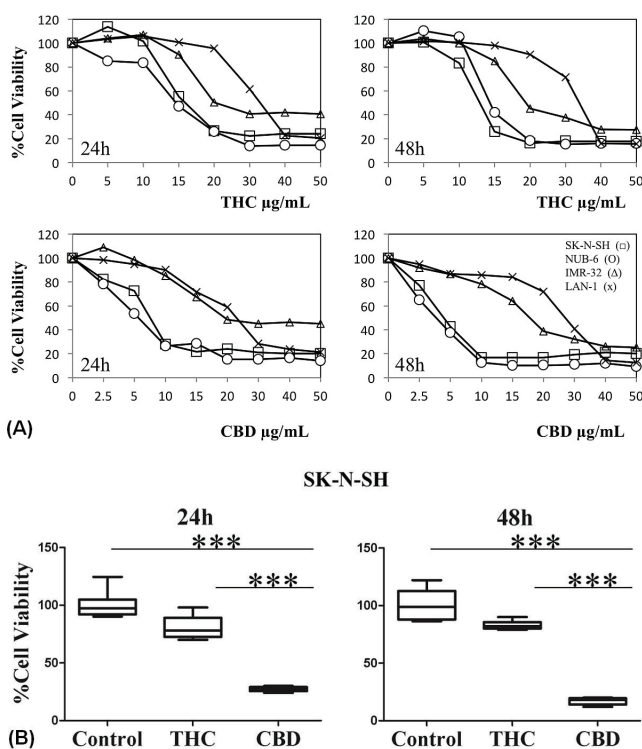 %Cell Viability
120
100
80
60
40
20
0
24h
0 5 10 15 20 30 40 50
THC µg/mL
120
100
80
60
40
20
0
48h
0 5 10 15 20 30 40 50
THC µg/mL
%Cell Viability
120
100
80
60
40
20
0
24h
0 2.5 5 10 15 20 30 40 50
CBD µg/mL
120
100
80
60
40
20
0
48h
SK-N-SH (□)
NUB-6 (O)
IMR-32 (Δ)
LAN-1 (x)
0 2.5 5 10 15 20 30 40 50
CBD µg/mL
(A)
SK-N-SH
24h
%Cell Viability
150
100
50
0
***
***
Control THC CBD
48h
150
100
50
0
***
***
Control THC CBD
(B)